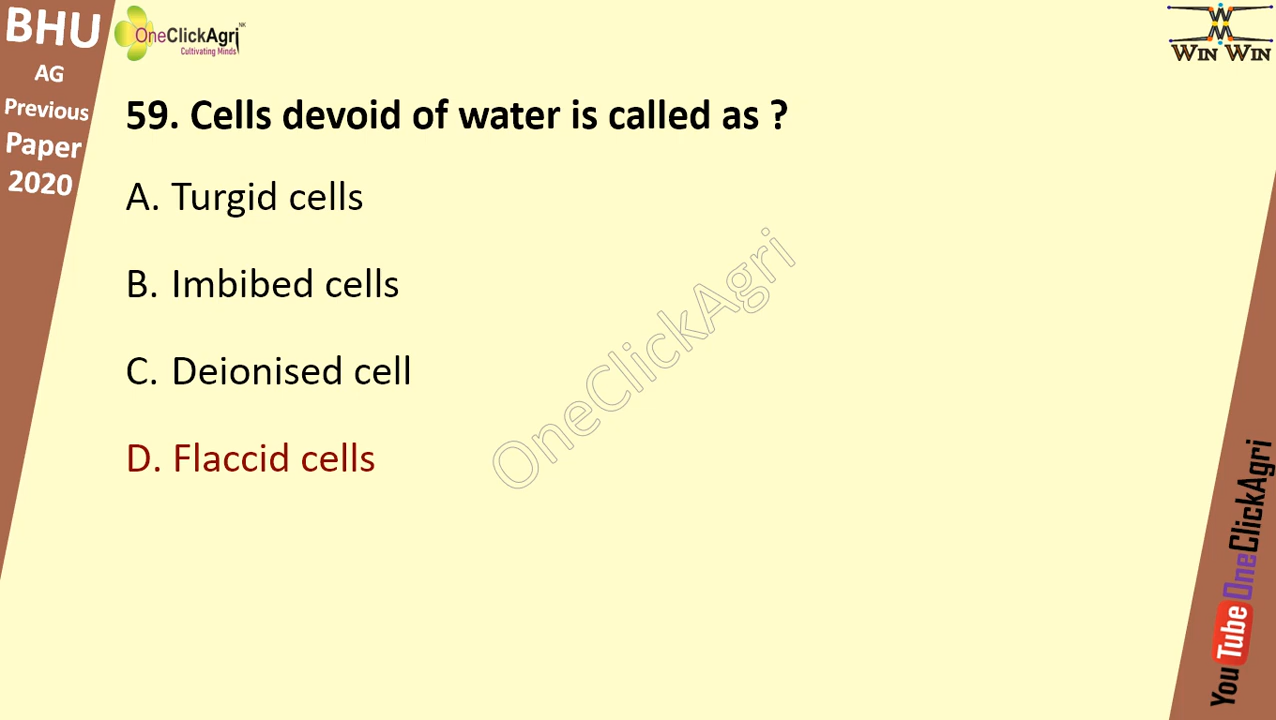 BHU
AG
Previous
Paper
2020
OneClickAgri NK
Cultivating Minds
WIN WIN
59. Cells devoid of water is called as ?
A. Turgid cells
B. Imbibed cells
C. Deionised cell
D. Flaccid cells
OneClickAgri
YouTube OneClickAgri